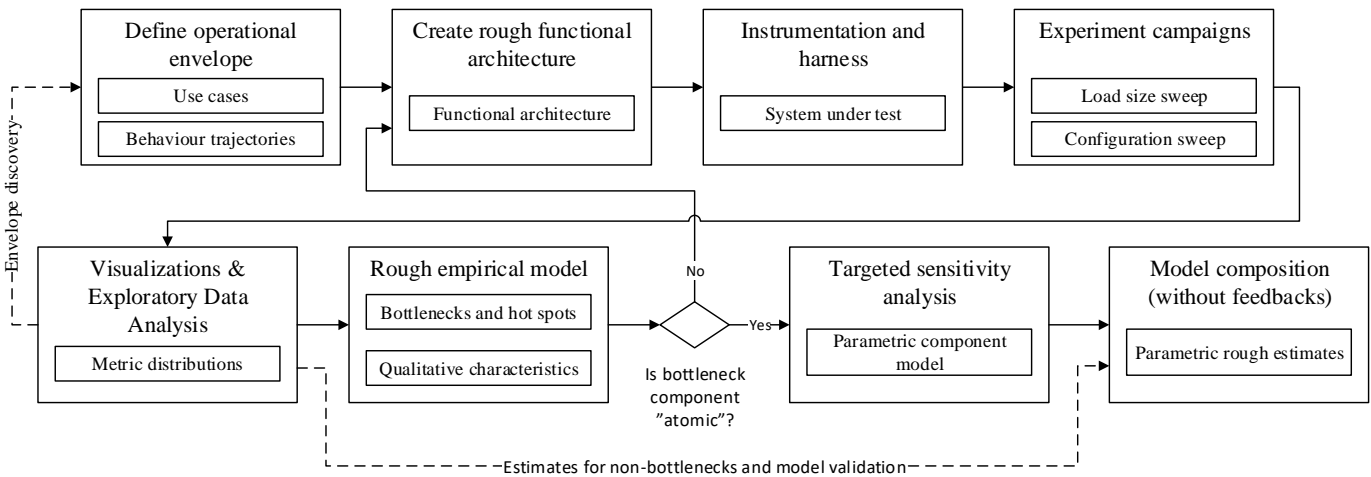 Define operational
envelope
Use cases
Behaviour trajectories
Create rough functional
architecture
Functional architecture
Instrumentation and
harness
System under test
Experiment campaigns
Load size sweep
Configuration sweep
Envelope discovery
Visualizations &
Exploratory Data
Analysis
Metric distributions
Rough empirical model
Bottlenecks and hot spots
Qualitative characteristics
No
Yes
Is bottleneck
component
”atomic”?
Targeted sensitivity
analysis
Parametric component
model
Model composition
(without feedbacks)
Parametric rough estimates
Estimates for non-bottlenecks and model validation